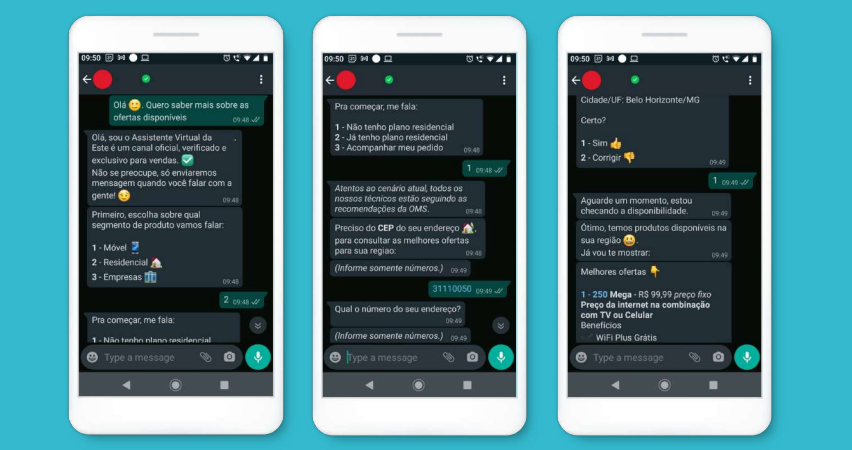 09:50
Olá 😊. Quero saber mais sobre as
ofertas disponíveis
09:48
Olá, sou o Assistente Virtual da .
Este é um canal oficial, verificado e
exclusivo para vendas. ✅
Não se preocupe, só enviaremos
mensagem quando você falar com a
gente! 😉
09:48
Primeiro, escolha sobre qual
segmento de produto vamos falar:
1 - Móvel 📱
2 - Residencial 🏠
3 - Empresas 🏢
09:48
2 09:48
Pra começar, me fala:
1 - Não tenho plano residencial
Type a message
09:50
Pra começar, me fala:
1 - Não tenho plano residencial
2 - Já tenho plano residencial
3 - Acompanhar meu pedido
09:48
1 09:48
Atentos ao cenário atual, todos os
nossos técnicos estão seguindo as
recomendações da OMS.
09:48
Preciso do CEP do seu endereço 🏠,
para consultar as melhores ofertas
para sua regiao:
09:48
(Informe somente números.) 09:49
31110050 09:49
Qual o número do seu endereço?
09:49
(Informe somente números.) 09:49
Type a message
09:50
Cidade/UF: Belo Horizonte/MG
Certo?
1 - Sim 👍
2 - Corrigir 👎
09:49
1 09:49
Aguarde um momento, estou
checando a disponibilidade.
09:49
Ótimo, temos produtos disponíveis na
sua região 😃.
Já vou te mostrar:
09:49
Melhores ofertas 👇
1 - 250 Mega - R$ 99,99 preço fixo
Preço da internet na combinação
com TV ou Celular
Benefícios
WiFi Plus Grátis
Type a message